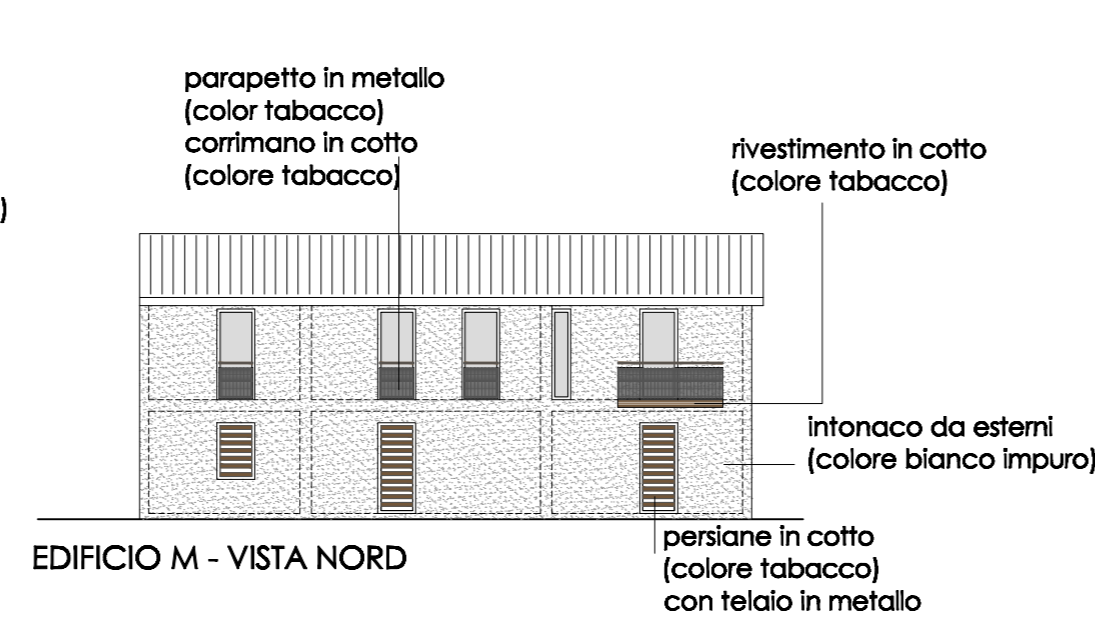 parapetto in metallo
(color tabacco)
corrimano in cotto
(colore tabacco)
rivestimento in cotto
(colore tabacco)
)
intonaco da esterni
(colore bianco impuro)
persiane in cotto
(colore tabacco)
con telaio in metallo
EDIFICIO M - VISTA NORD